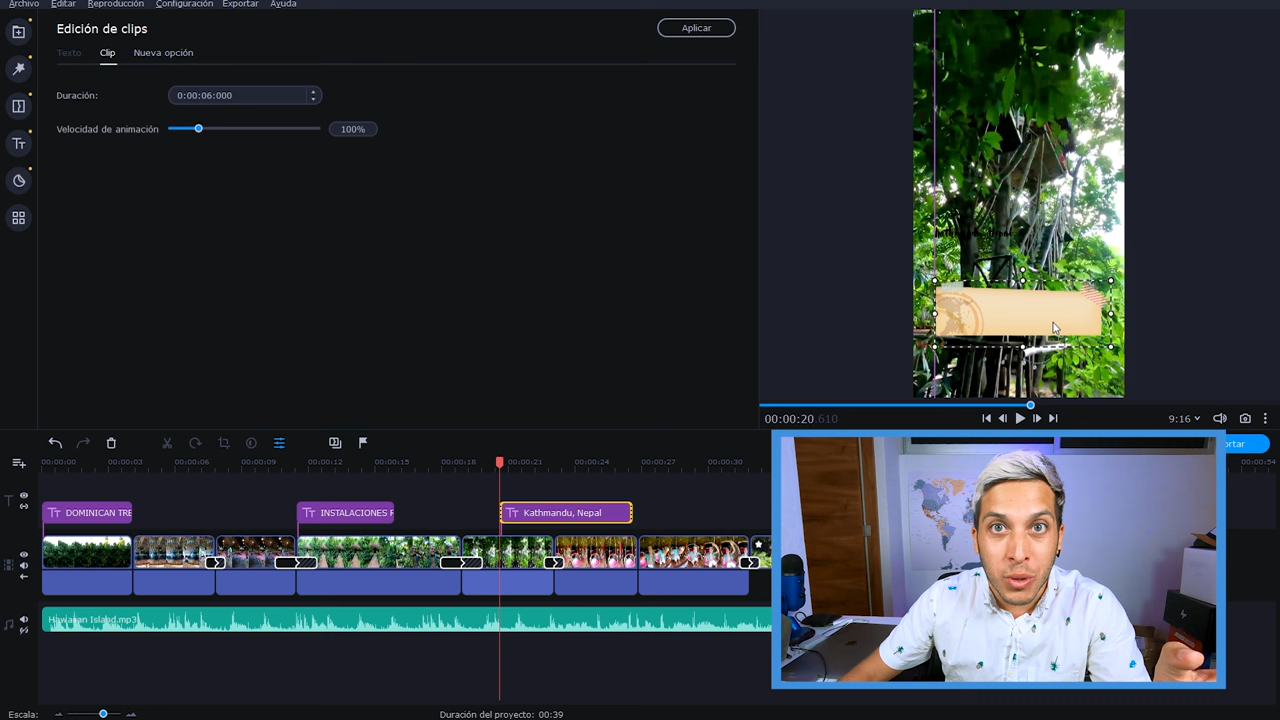 Archivo Editar Reproducción Configuración Exportar Ayuda
Edición de clips
Aplicar
Texto Clip Nueva opción
Duración: 0:00:06:000
Velocidad de animación 100%
00:00:20.610
9:16
rtar
00:00:00 00:00:03 00:00:06 00:00:09 00:00:12 00:00:15 00:00:18 00:00:21 00:00:24 00:00:27 00:00:30 00:00:54
DOMINICAN TRE
INSTALACIONES F
Kathmandu, Nepal
Hawaiian Island.mp3
Escala:
Duración del proyecto: 00:39